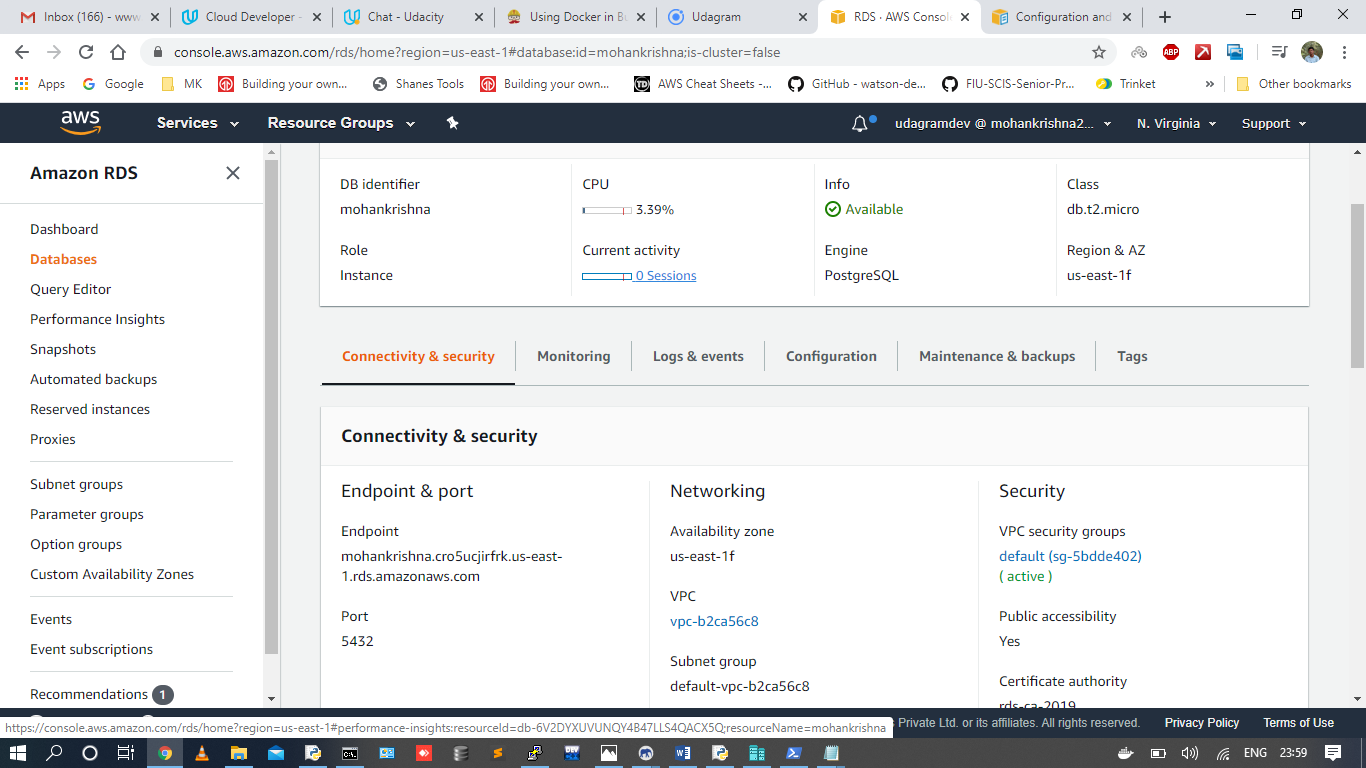 Inbox (166) - www
Cloud Developer -
Chat - Udacity
Using Docker in Bu
Udagram
RDS · AWS Consol
Configuration and
console.aws.amazon.com/rds/home?region=us-east-1#database:id=mohankrishna;is-cluster=false
ABP
Apps
Google
MK
Building your own...
Shanes Tools
Building your own...
AWS Cheat Sheets -...
GitHub - watson-de...
FIU-SCIS-Senior-Pr...
Trinket
»
Other bookmarks
aws
Services
Resource Groups
udagramdev @ mohankrishna2...
N. Virginia
Support
Amazon RDS
Dashboard
Databases
Query Editor
Performance Insights
Snapshots
Automated backups
Reserved instances
Proxies
Subnet groups
Parameter groups
Option groups
Custom Availability Zones
Events
Event subscriptions
Recommendations 1
DB identifier
mohankrishna
CPU
3.39%
Info
Available
Class
db.t2.micro
Role
Instance
Current activity
0 Sessions
Engine
PostgreSQL
Region & AZ
us-east-1f
Connectivity & security
Monitoring
Logs & events
Configuration
Maintenance & backups
Tags
Connectivity & security
Endpoint & port
Endpoint
mohankrishna.cro5ucjirfrk.us-east-
1.rds.amazonaws.com
Port
5432
Networking
Availability zone
us-east-1f
VPC
vpc-b2ca56c8
Subnet group
default-vpc-b2ca56c8
Security
VPC security groups
default (sg-5bdde402)
( active )
Public accessibility
Yes
Certificate authority
rds-ca-2019
https://console.aws.amazon.com/rds/home?region=us-east-1#performance-insights:resourceId=db-6V2DYXUVUNQY4B47LLS4QACX5Q;resourceName=mohankrishna
Private Ltd. or its affiliates. All rights reserved.
Privacy Policy
Terms of Use
ENG
23:59